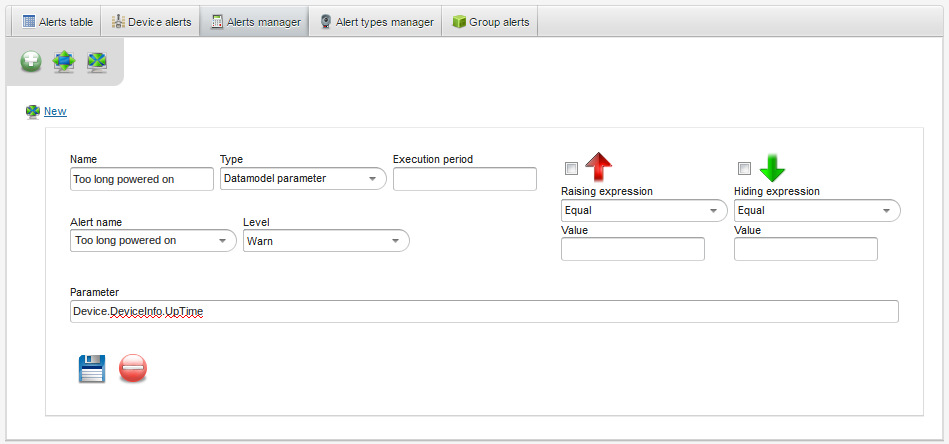 Alerts table Device alerts Alerts manager Alert types manager Group alerts
New
Name Type Execution period
Too long powered on Datamodel parameter
Raising expression Hiding expression
Equal Equal
Value Value
Alert name Level
Too long powered on Warn
Parameter
Device.DeviceInfo.UpTime